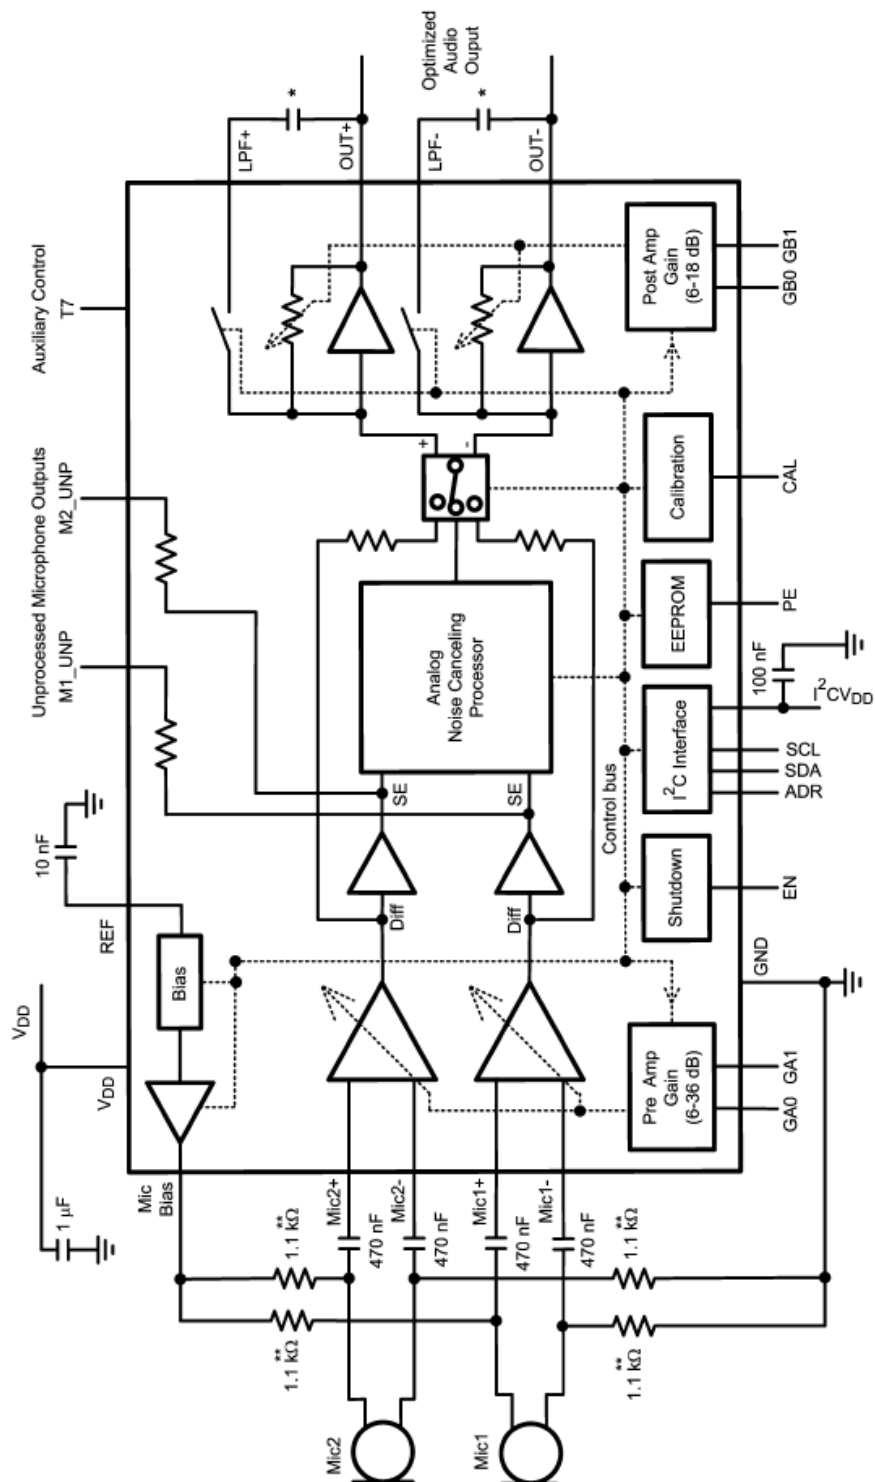 V_DD
1 μF
V_DD
REF
10 nF
Unprocessed Microphone Outputs
M1_UNP
M2_UNP
Auxiliary Control
T7
Mic
Bias
Bias
LPF+
*
OUT+
Optimized
Audio
Ouput
LPF-
*
OUT-
**
1.1 kΩ
**
1.1 kΩ
Mic2
Mic2+
470 nF
Mic2-
470 nF
Mic1
Mic1+
470 nF
Mic1-
470 nF
**
1.1 kΩ
**
1.1 kΩ
Diff
Diff
SE
SE
Analog
Noise Canceling
Processor
+
-
Control bus
Pre Amp
Gain
(6-36 dB)
Shutdown
I²C Interface
EEPROM
Calibration
Post Amp
Gain
(6-18 dB)
GA0
GA1
GND
EN
ADR
SDA
SCL
I²CV_DD
100 nF
PE
CAL
GB0
GB1